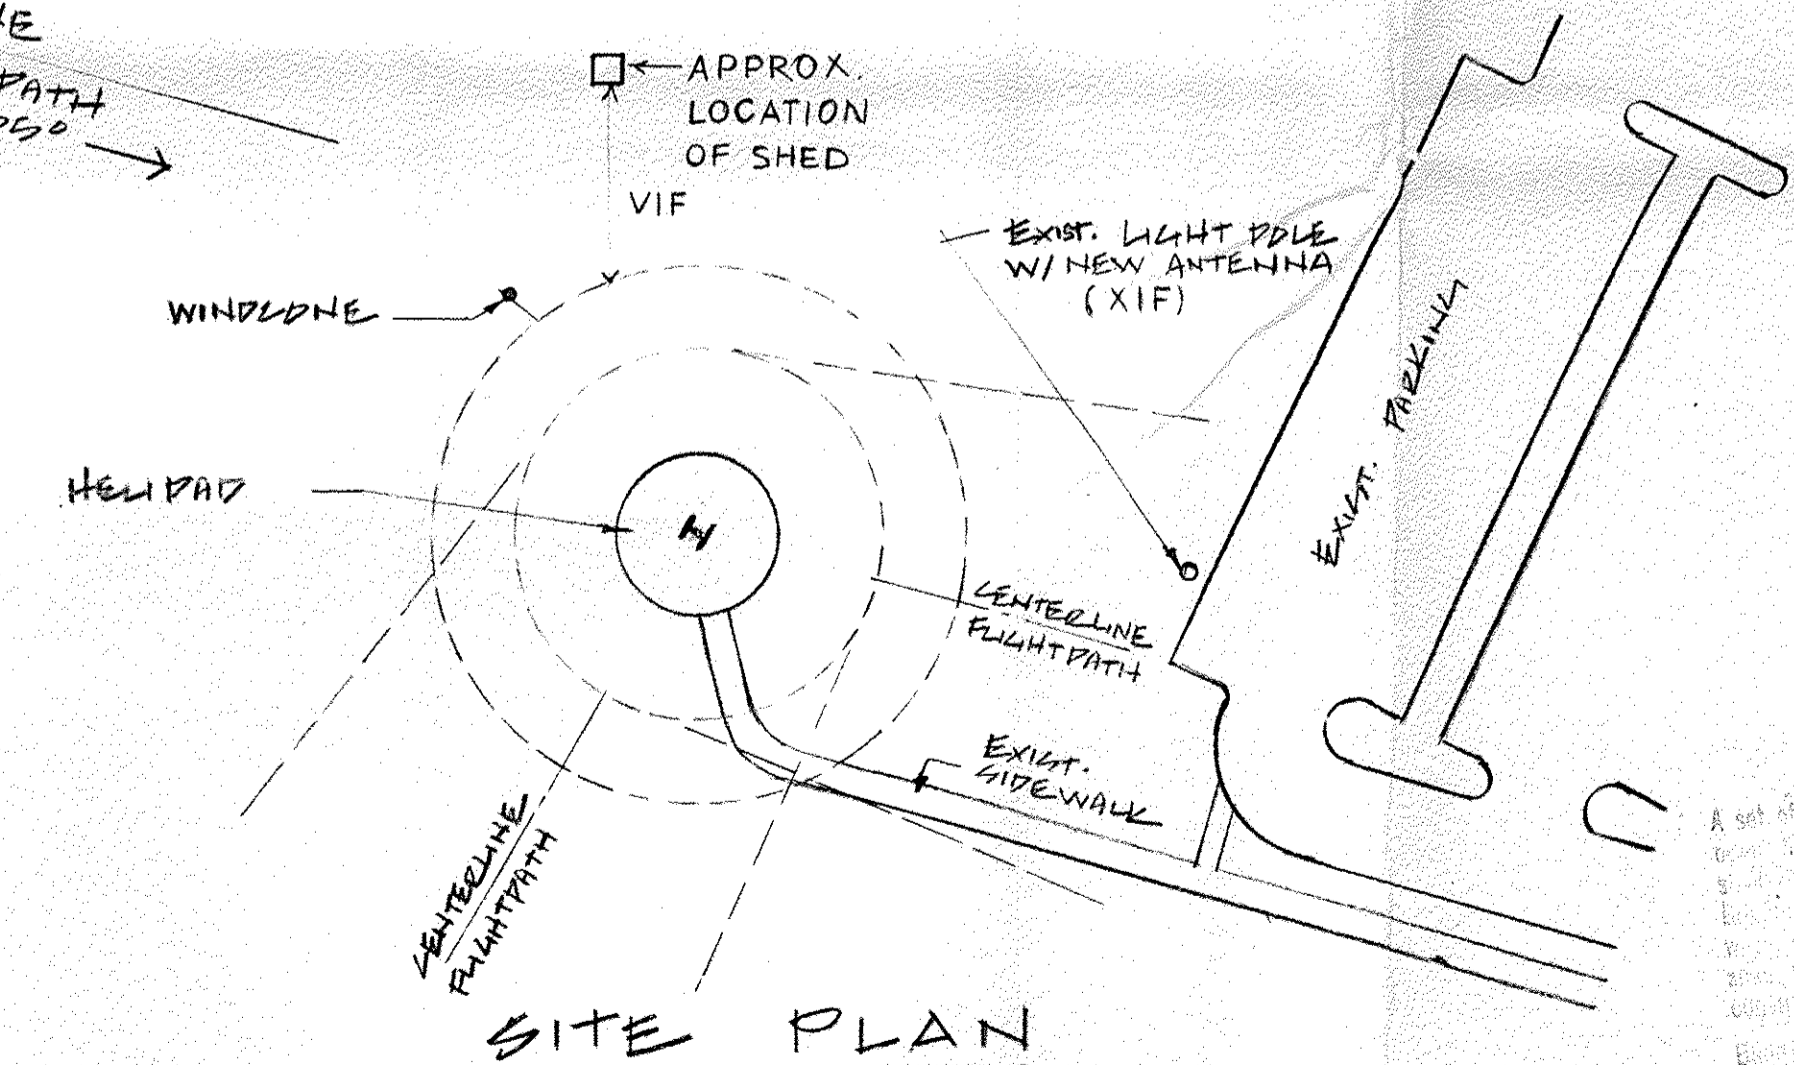 APPROX.
LOCATION
OF SHED
VIF
EXIST. LIGHT POLE
W/ NEW ANTENNA
(XIF)
WINDCONE
HELIPAD
H
EXIST. PARKING
CENTERLINE
FLIGHTPATH
EXIST.
SIDEWALK
CENTERLINE
FLIGHTPATH
SITE PLAN